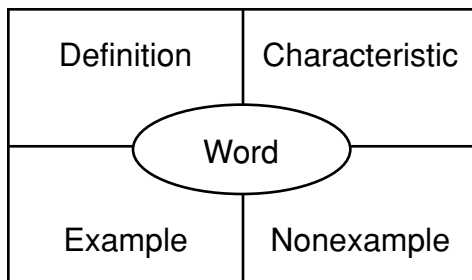 Definition
Characteristic
Word
Example
Nonexample